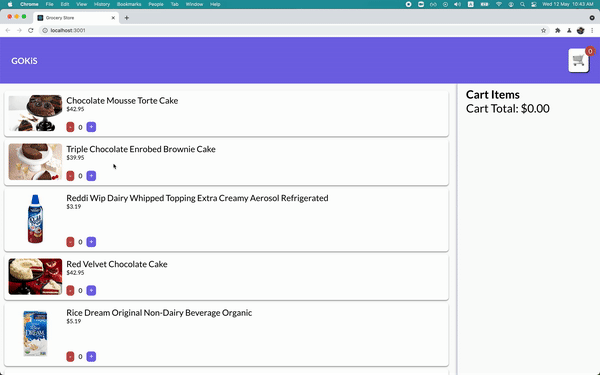 Chrome File Edit View History Bookmarks People Tab Window Help Wed 12 May 10:43 AM
Grocery Store
localhost:3001
GOKiS
0
Chocolate Mousse Torte Cake
$42.95
- 0 +
Triple Chocolate Enrobed Brownie Cake
$39.95
- 0 +
Reddi Wip Dairy Whipped Topping Extra Creamy Aerosol Refrigerated
$3.19
- 0 +
Red Velvet Chocolate Cake
$42.95
- 0 +
Rice Dream Original Non-Dairy Beverage Organic
$5.19
- 0 +
Cart Items
Cart Total: $0.00